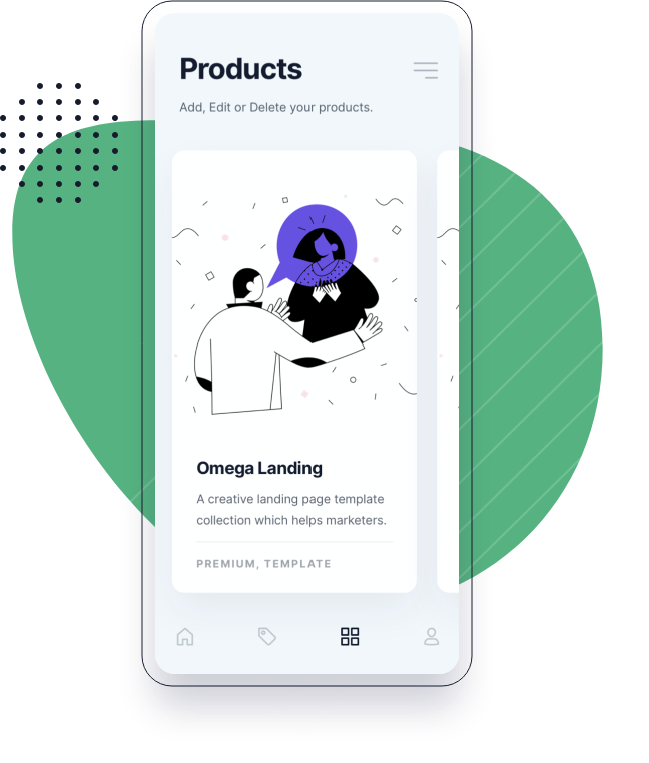 Products
Add, Edit or Delete your products.
Omega Landing
A creative landing page template
collection which helps marketers.
PREMIUM, TEMPLATE